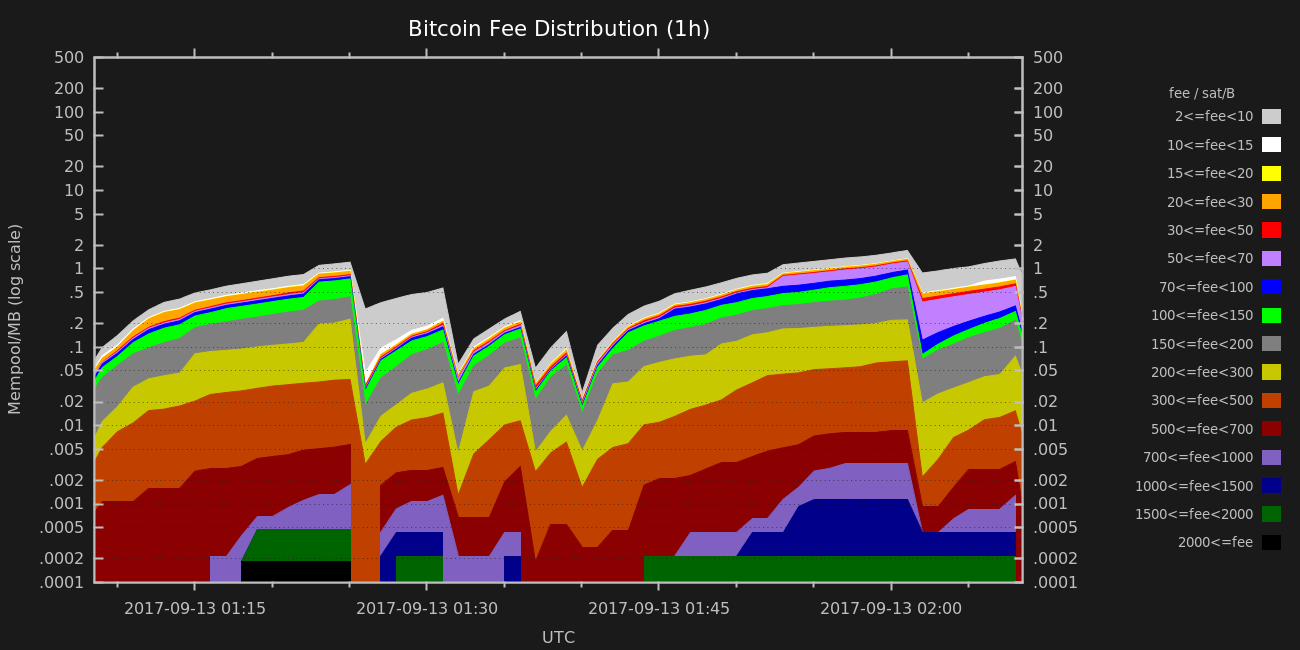 Bitcoin Fee Distribution (1h)
Mempool/MB (log scale)
500
200
100
50
20
10
5
2
1
.5
.2
.1
.05
.02
.01
.005
.002
.001
.0005
.0002
.0001
500
200
100
50
20
10
5
2
1
.5
.2
.1
.05
.02
.01
.005
.002
.001
.0005
.0002
.0001
2017-09-13 01:15
2017-09-13 01:30
2017-09-13 01:45
2017-09-13 02:00
UTC
fee / sat/B
2<=fee<10
10<=fee<15
15<=fee<20
20<=fee<30
30<=fee<50
50<=fee<70
70<=fee<100
100<=fee<150
150<=fee<200
200<=fee<300
300<=fee<500
500<=fee<700
700<=fee<1000
1000<=fee<1500
1500<=fee<2000
2000<=fee